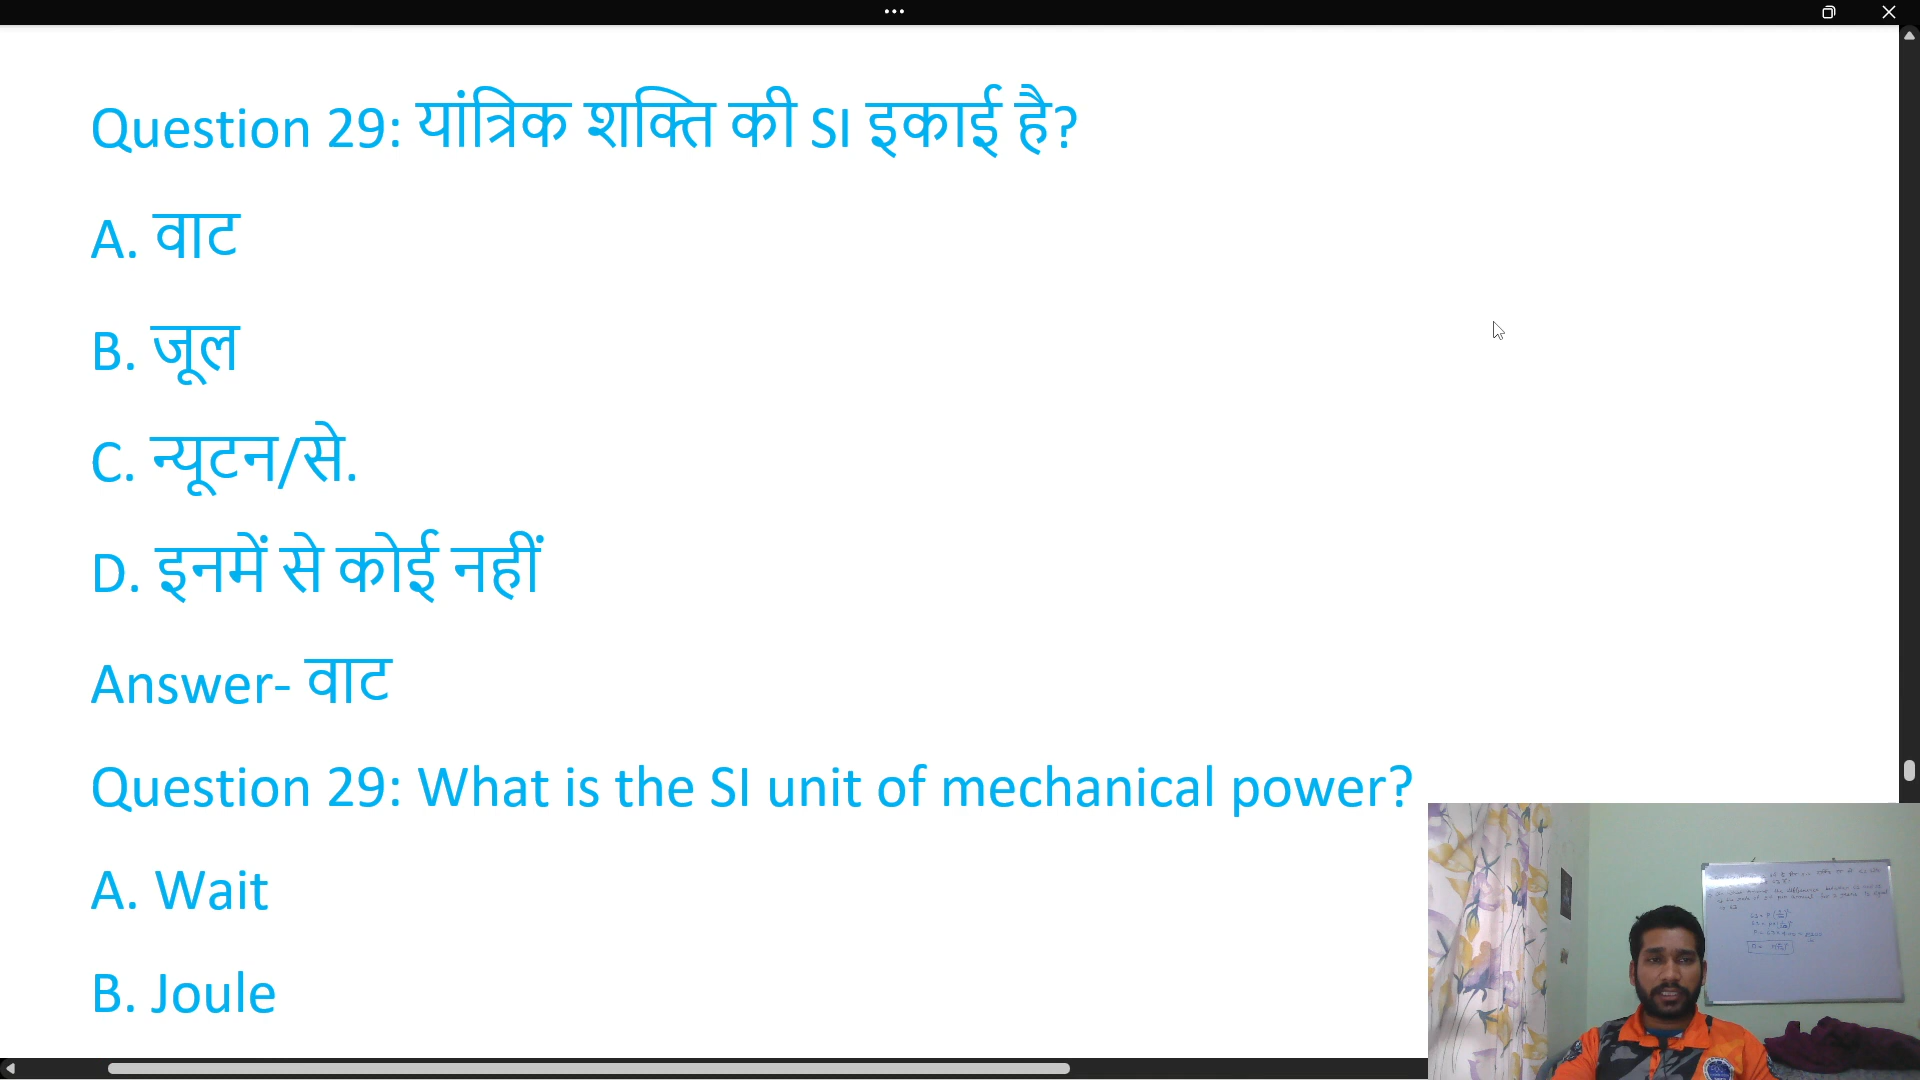 Question 29: यांत्रिक शक्ति की SI इकाई है?
A. वाट
B. जूल
C. न्यूटन/से.
D. इनमें से कोई नहीं
Answer- वाट
Question 29: What is the SI unit of mechanical power?
A. Wait
B. Joule